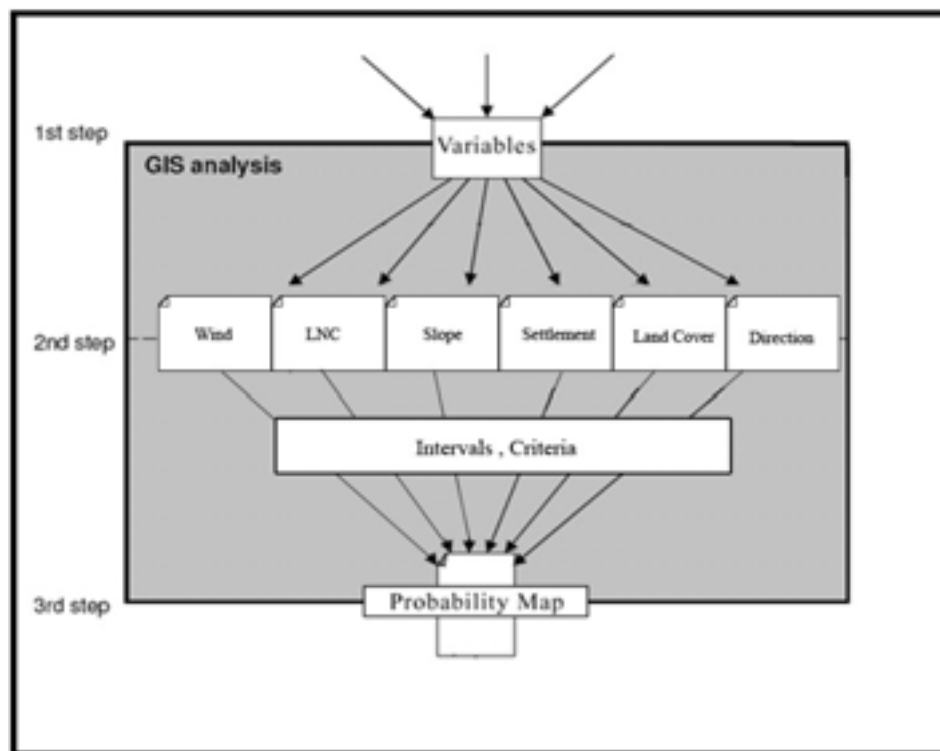 1st step
Variables
GIS analysis
2nd step
Wind
LNC
Slope
Settlement
Land Cover
Direction
Intervals , Criteria
3rd step
Probability Map